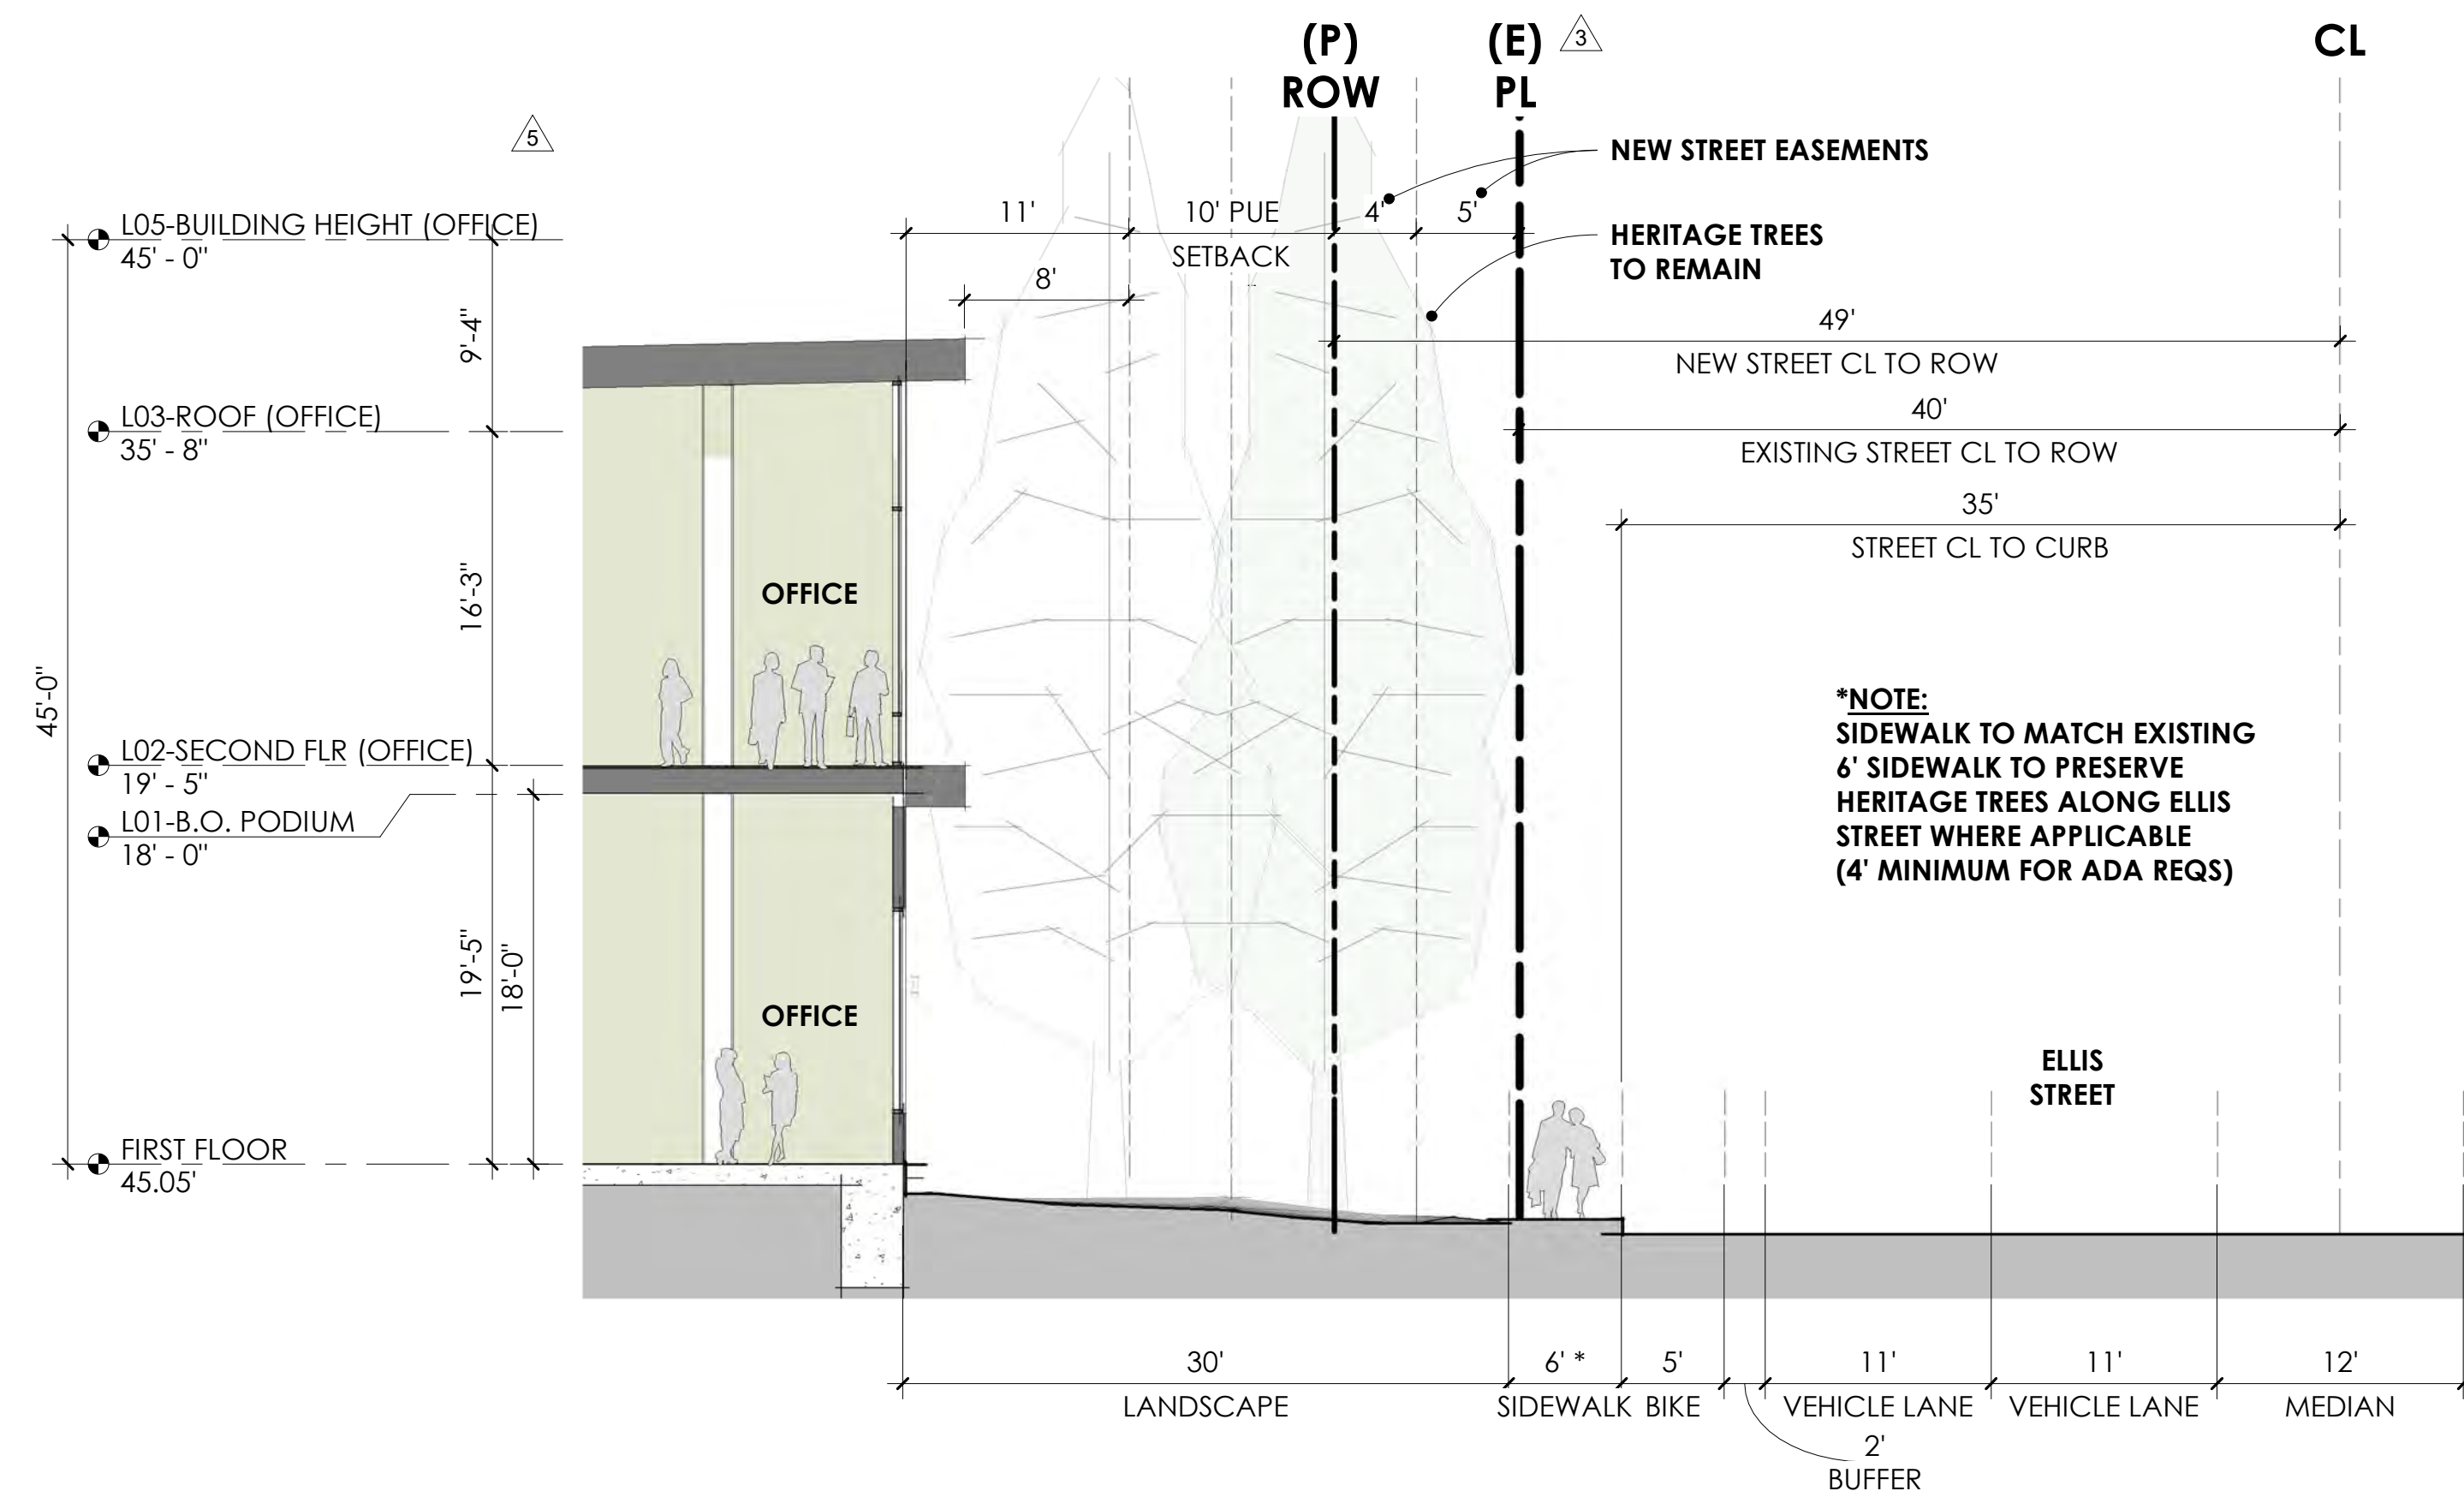 (P)
ROW
(E)
PL
3
CL
5
NEW STREET EASEMENTS
L05-BUILDING HEIGHT (OFFICE)
45' - 0"
11'
10' PUE
SETBACK
4'
5'
8'
HERITAGE TREES
TO REMAIN
9'-4"
49'
NEW STREET CL TO ROW
L03-ROOF (OFFICE)
35' - 8"
40'
EXISTING STREET CL TO ROW
35'
STREET CL TO CURB
16'-3"
OFFICE
45'-0"
*NOTE:
SIDEWALK TO MATCH EXISTING
6' SIDEWALK TO PRESERVE
HERITAGE TREES ALONG ELLIS
STREET WHERE APPLICABLE
(4' MINIMUM FOR ADA REQS)
L02-SECOND FLR (OFFICE)
19' - 5"
L01-B.O. PODIUM
18' - 0"
19'-5"
18'-0"
OFFICE
ELLIS
STREET
FIRST FLOOR
45.05'
30'
LANDSCAPE
6' *
SIDEWALK
5'
BIKE
11'
VEHICLE LANE
11'
VEHICLE LANE
12'
MEDIAN
2'
BUFFER